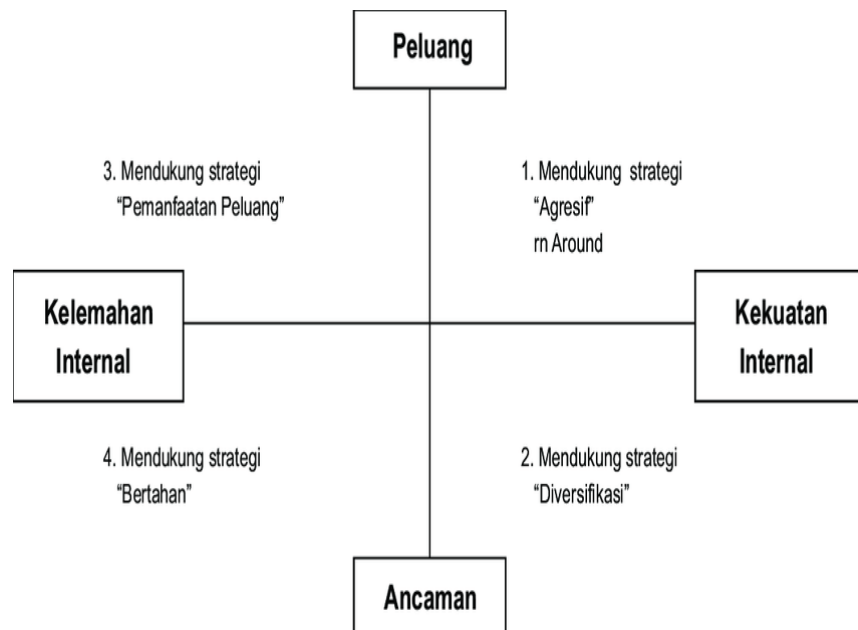 Peluang
3. Mendukung strategi
“Pemanfaatan Peluang”
1. Mendukung strategi
“Agresif”
rn Around
Kelemahan
Internal
Kekuatan
Internal
4. Mendukung strategi
“Bertahan”
2. Mendukung strategi
“Diversifikasi”
Ancaman